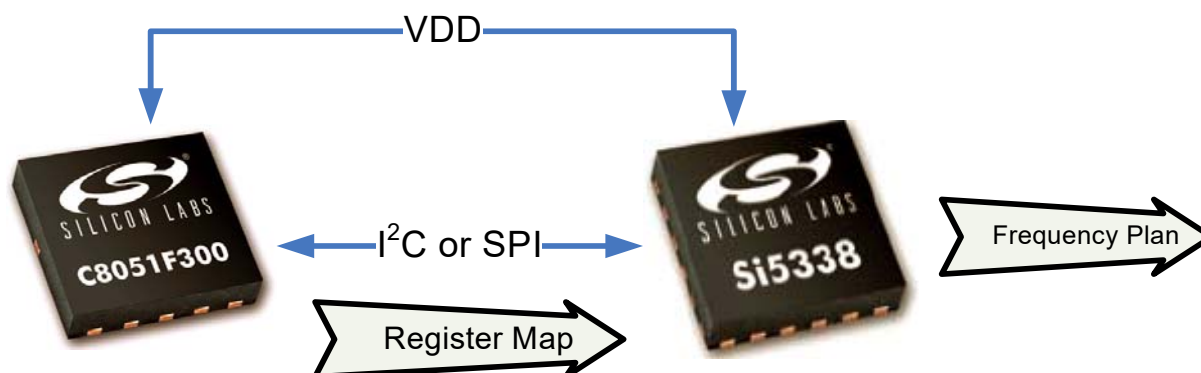 VDD
SILICON LABS
C8051F300
I²C or SPI
SILICON LABS
Si5338
Frequency Plan
Register Map